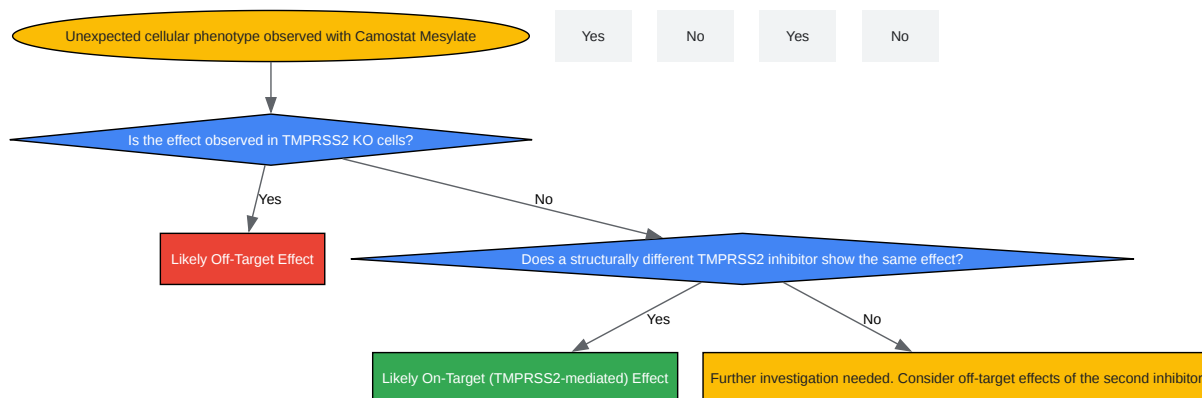 Unexpected cellular phenotype observed with Camostat Mesylate
Yes
No
Yes
No
Is the effect observed in TMPRSS2 KO cells?
Yes
No
Likely Off-Target Effect
Does a structurally different TMPRSS2 inhibitor show the same effect?
Yes
No
Likely On-Target (TMPRSS2-mediated) Effect
Further investigation needed. Consider off-target effects of the second inhibitor